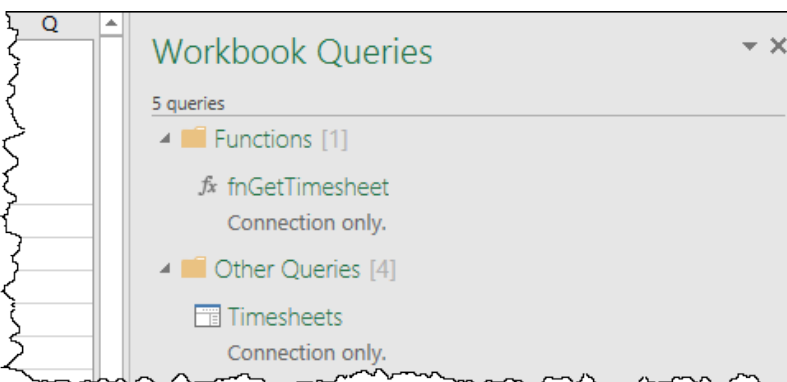 Q
Workbook Queries
5 queries
Functions [1]
fx fnGetTimesheet
Connection only.
Other Queries [4]
Timesheets
Connection only.